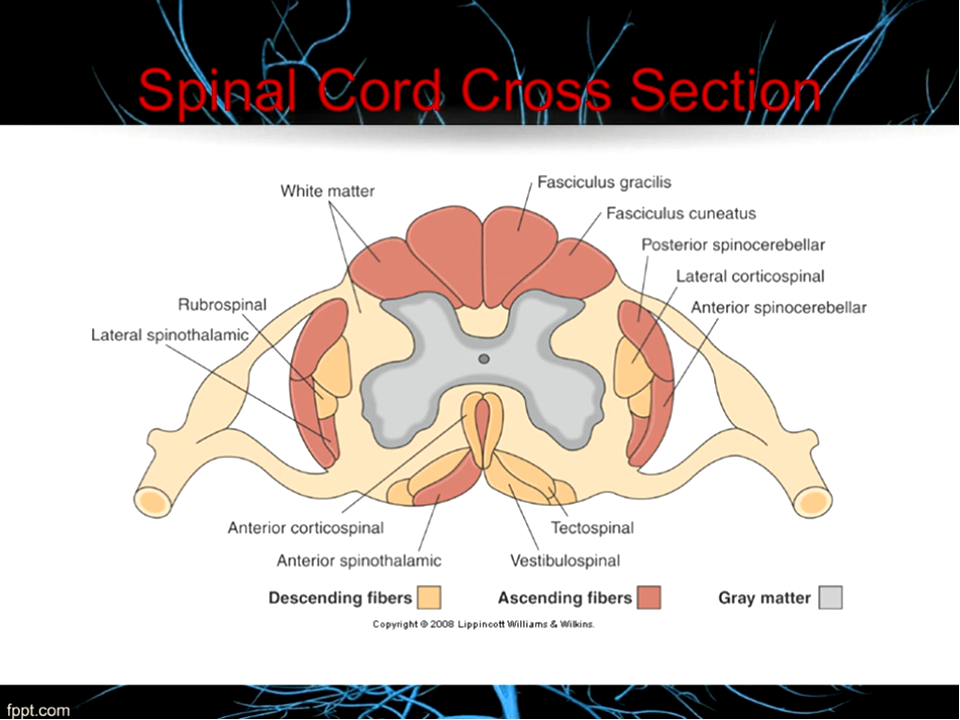 Spinal Cord Cross Section
White matter
Fasciculus gracilis
Fasciculus cuneatus
Posterior spinocerebellar
Lateral corticospinal
Anterior spinocerebellar
Rubrospinal
Lateral spinothalamic
Anterior corticospinal
Tectospinal
Anterior spinothalamic
Vestibulospinal
Descending fibers
Ascending fibers
Gray matter
Copyright © 2008 Lippincott Williams & Wilkins.
fppt.com